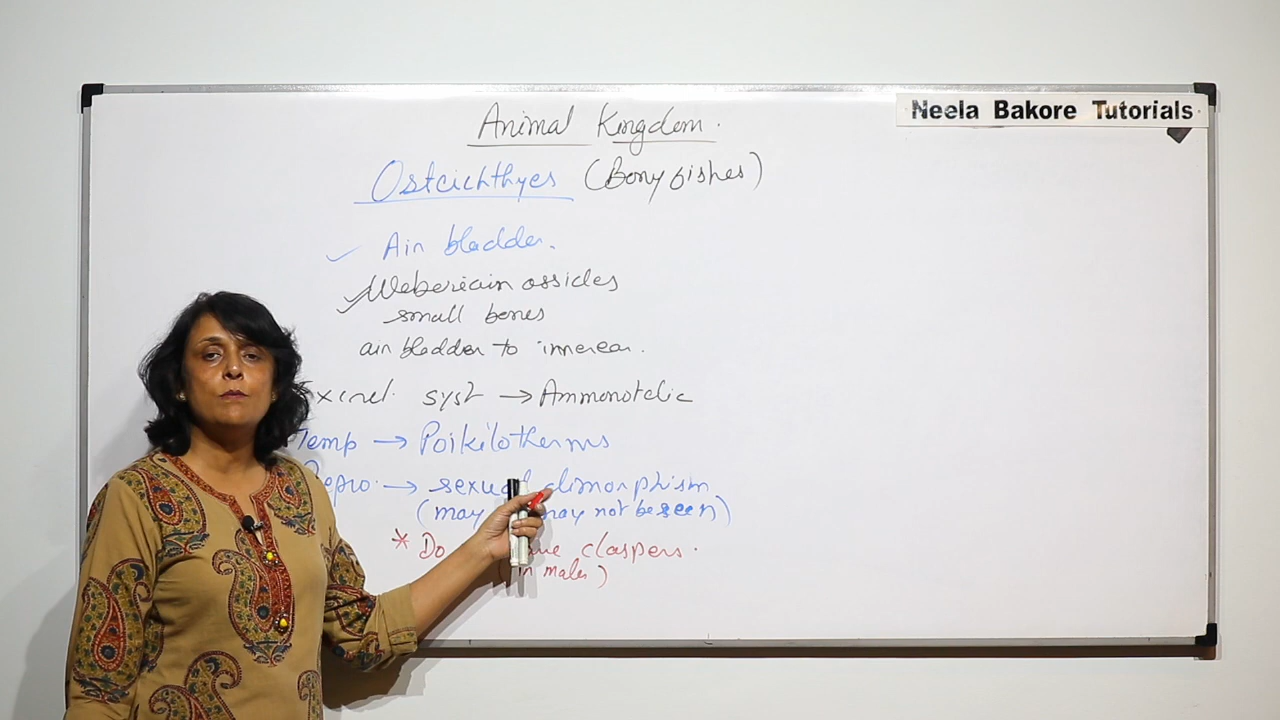 Neela Bakore Tutorials
Animal Kingdom.
Osteichthyes (Bony fishes)
Air bladder.
Weberian ossicles
small bones
air bladder to inner ear.
syst → Ammonotelic
Temp → Poikilotherms
→ sexual dimorphism
(may may not be seen)
* Do claspers.
males)